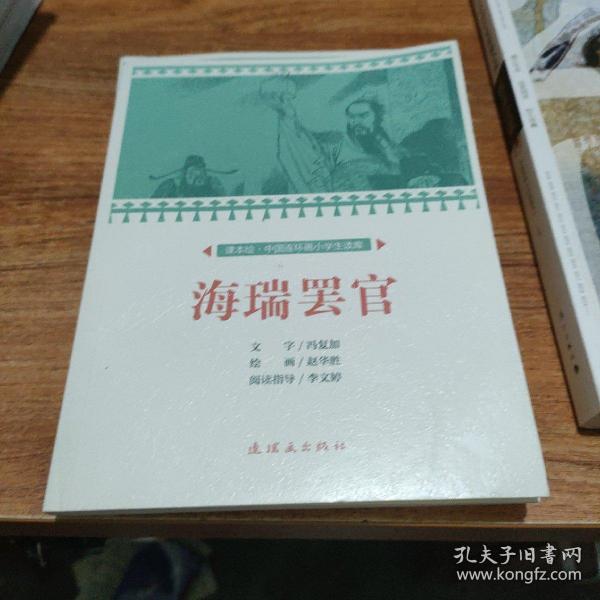 课本绘·中国连环画小学生读库
海瑞罢官
文 字/冯复加
绘 画/赵华胜
阅读指导/李文婷
连环画出版社
孔夫子旧书网
www.kongfz.com